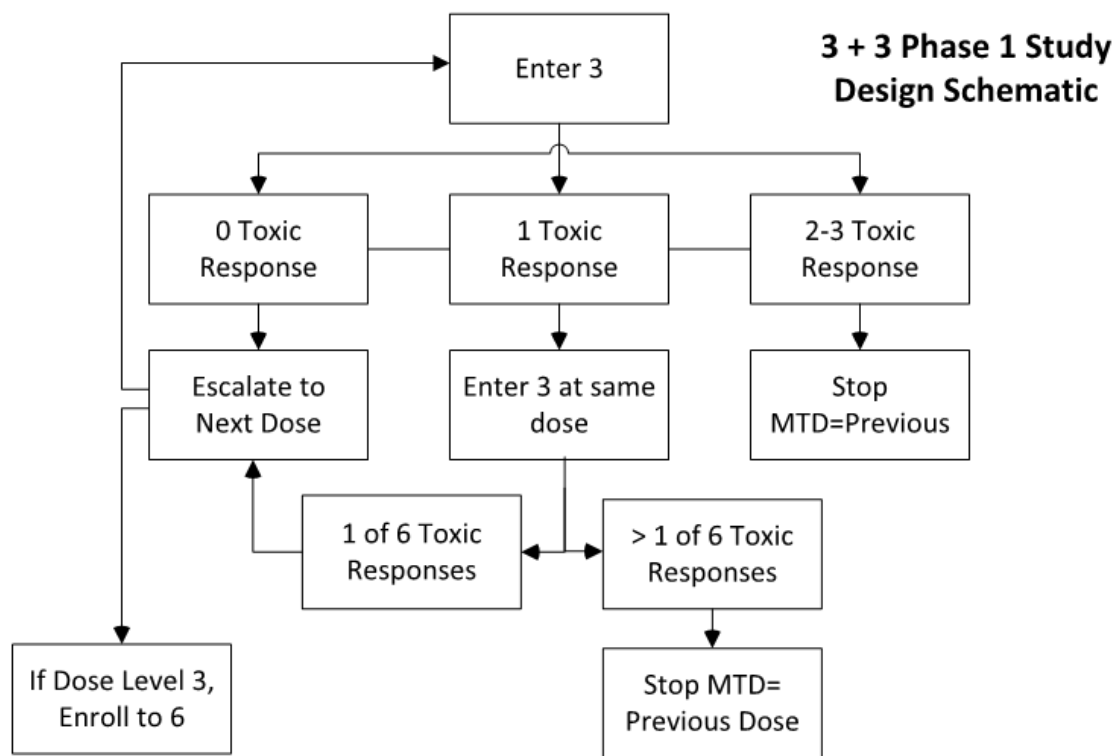 3 + 3 Phase 1 Study
Design Schematic
Enter 3
0 Toxic
Response
1 Toxic
Response
2-3 Toxic
Response
Escalate to
Next Dose
Enter 3 at same
dose
Stop
MTD=Previous
1 of 6 Toxic
Responses
> 1 of 6 Toxic
Responses
If Dose Level 3,
Enroll to 6
Stop MTD=
Previous Dose